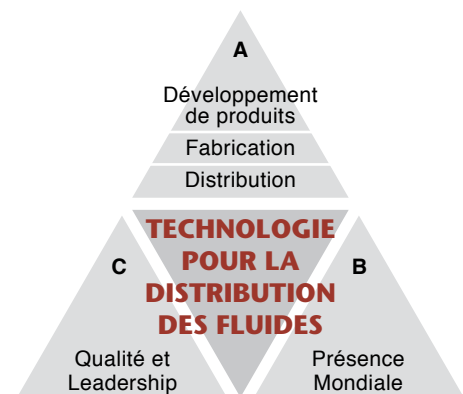 A
Développement
de produits
Fabrication
Distribution
TECHNOLOGIE
POUR LA
DISTRIBUTION
DES FLUIDES
C
Qualité et
Leadership
B
Présence
Mondiale